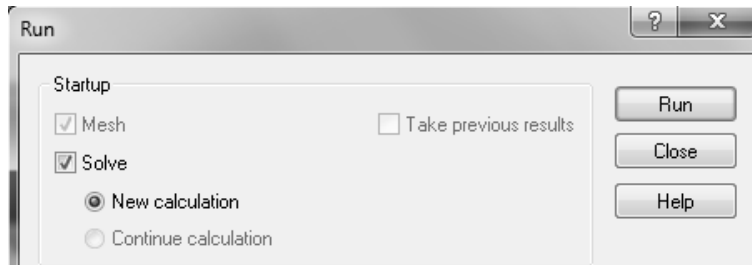 Run
?
X
Startup
Mesh
Take previous results
Solve
New calculation
Continue calculation
Run
Close
Help